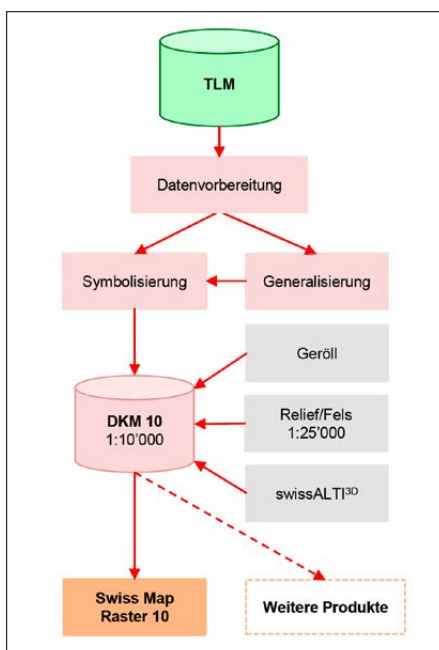 TLM
Datenvorbereitung
Symbolisierung
Generalisierung
Geröll
DKM 10
1:10'000
Relief/Fels
1:25'000
swissALTI3D
Swiss Map
Raster 10
Weitere Produkte